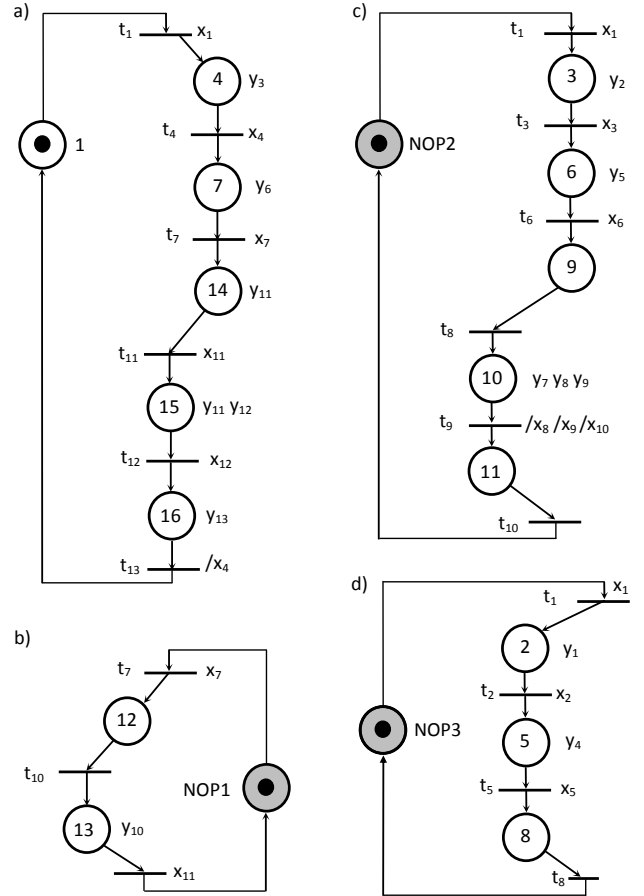 a)
t₁ x₁
4 y₃
1
t₄ x₄
7 y₆
t₇ x₇
14 y₁₁
t₁₁ x₁₁
15 y₁₁ y₁₂
t₁₂ x₁₂
16 y₁₃
t₁₃ /x₄
b)
t₇ x₇
12
t₁₀
NOP1
13 y₁₀
x₁₁
c)
t₁ x₁
3 y₂
NOP2
t₃ x₃
6 y₅
t₆ x₆
9
t₈
10 y₇ y₈ y₉
t₉ /x₈ /x₉ /x₁₀
11
t₁₀
d)
t₁ x₁
2 y₁
t₂ x₂
NOP3
5 y₄
t₅ x₅
8
t₈